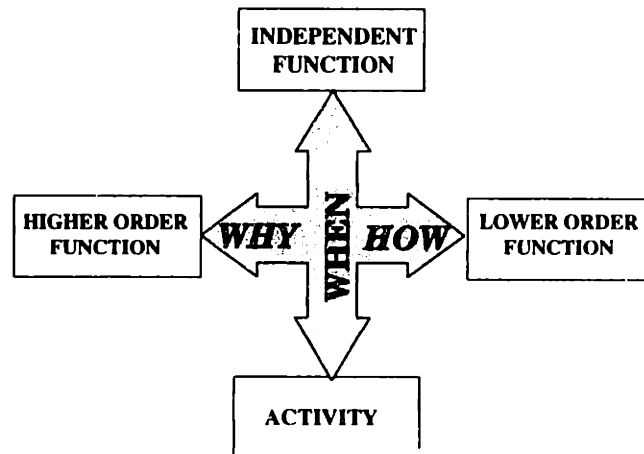 INDEPENDENT
FUNCTION
HIGHER ORDER
FUNCTION
WHY
WHEN
HOW
LOWER ORDER
FUNCTION
ACTIVITY